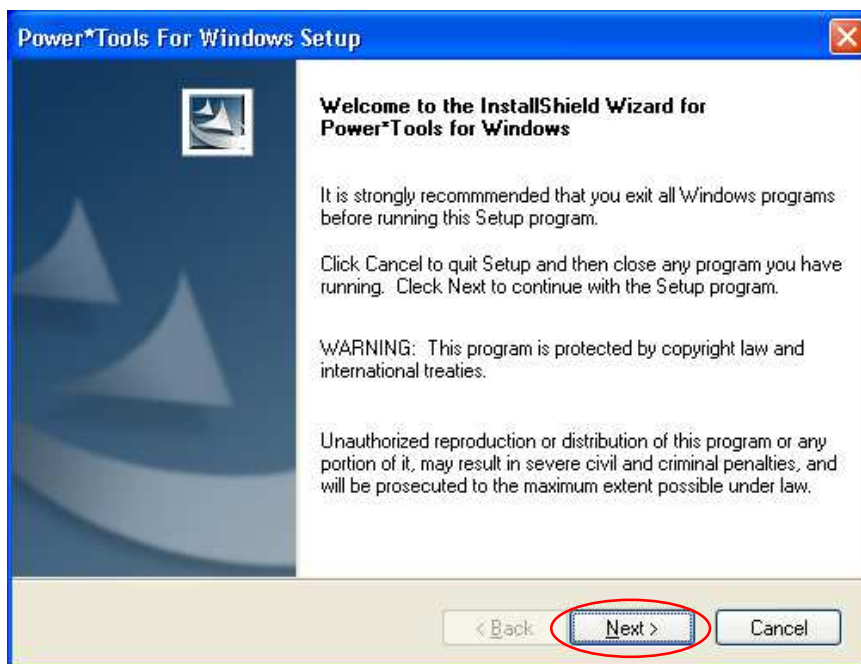 Power*Tools For Windows Setup
Welcome to the InstallShield Wizard for
Power*Tools for Windows
It is strongly recommmended that you exit all Windows programs
before running this Setup program.
Click Cancel to quit Setup and then close any program you have
running. Cleck Next to continue with the Setup program.
WARNING: This program is protected by copyright law and
international treaties.
Unauthorized reproduction or distribution of this program or any
portion of it, may result in severe civil and criminal penalties, and
will be prosecuted to the maximum extent possible under law.
< Back Next > Cancel